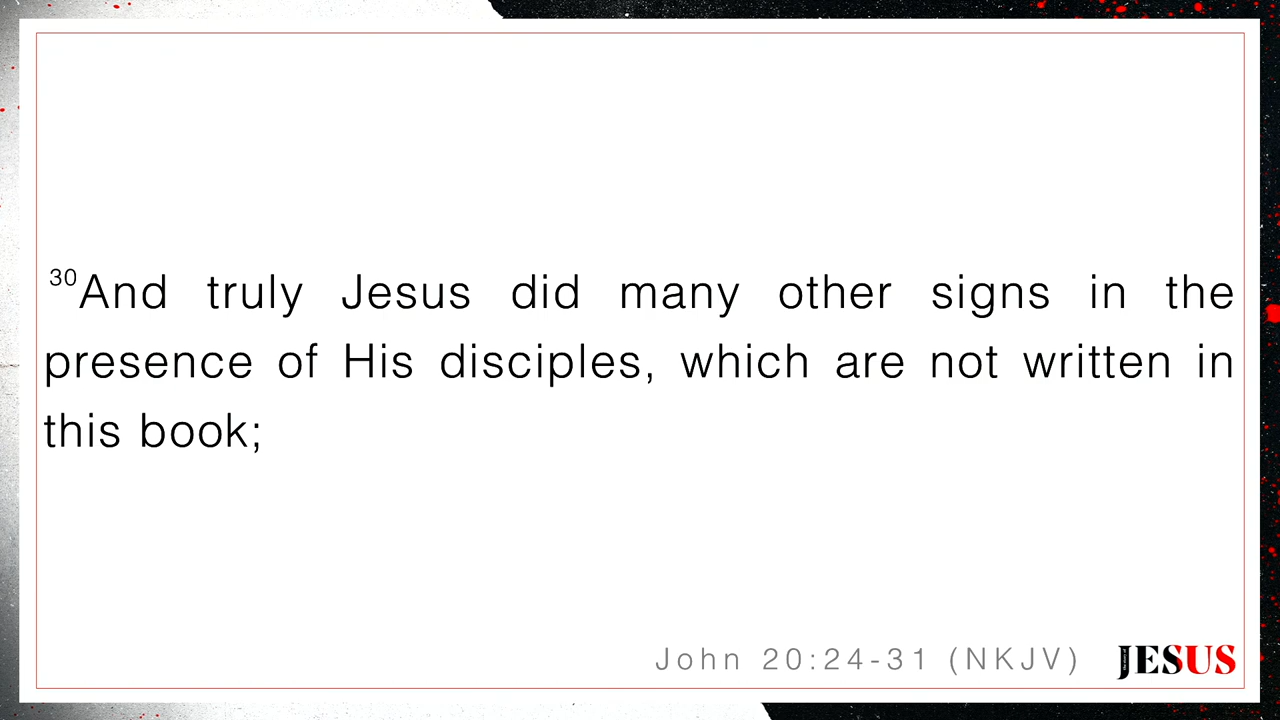 30And truly Jesus did many other signs in the
presence of His disciples, which are not written in
this book;
John 20:24-31 (NKJV)
JESUS